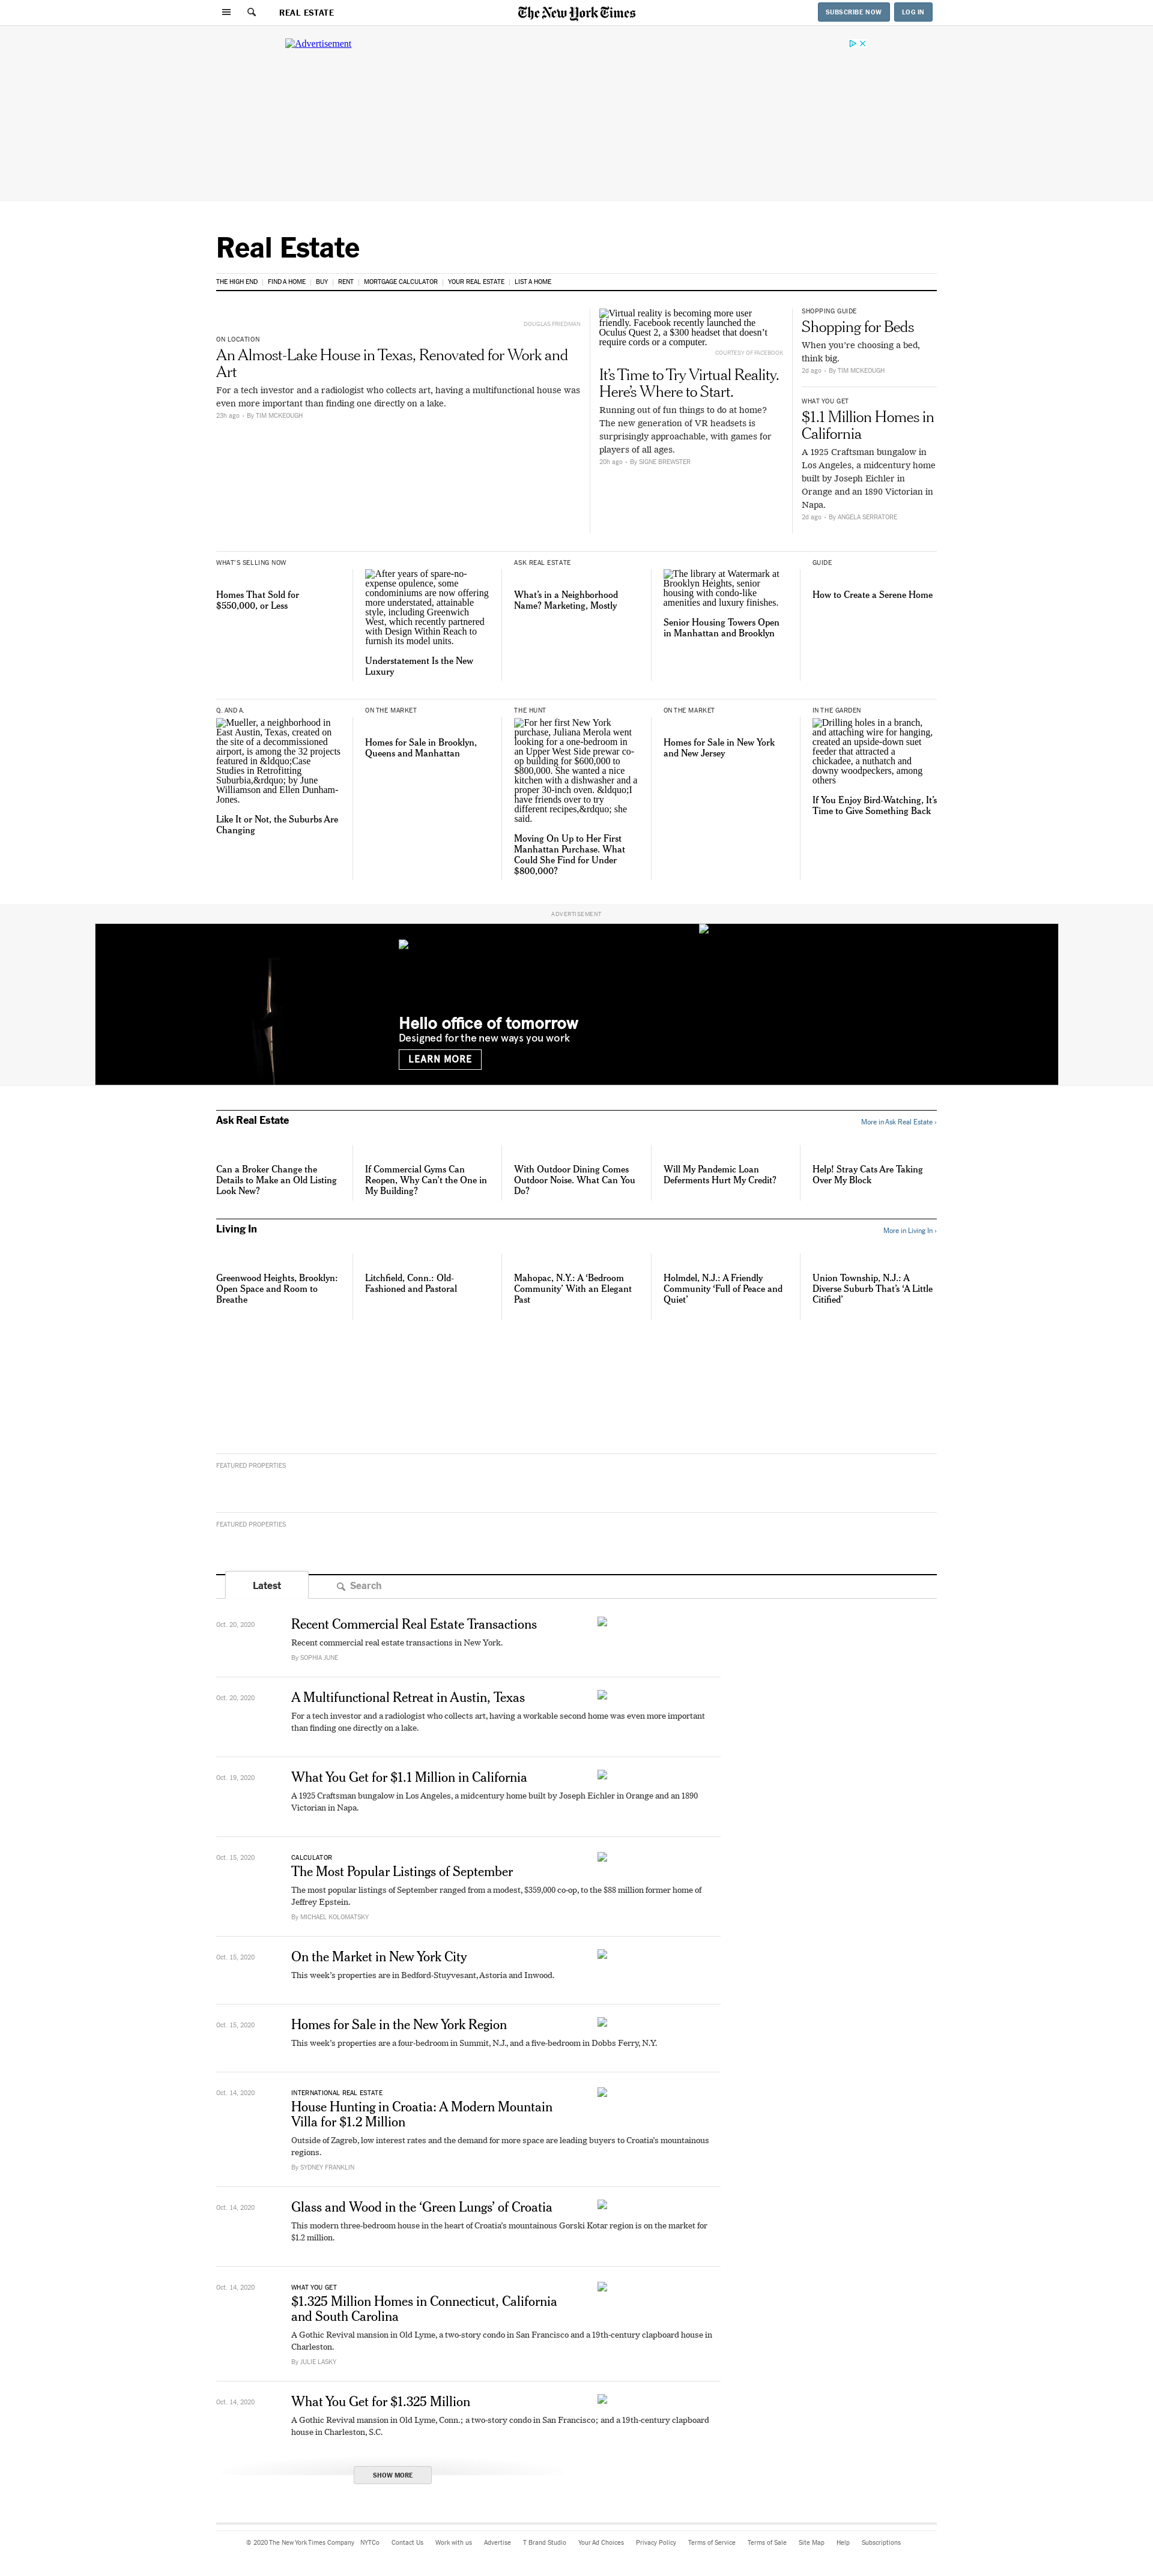 REAL ESTATE
The New York Times
SUBSCRIBE NOW
LOG IN
Advertisement
Real Estate
THE HIGH END
FIND A HOME
BUY
RENT
MORTGAGE CALCULATOR
YOUR REAL ESTATE
LIST A HOME
DOUGLAS FRIEDMAN
ON LOCATION
An Almost-Lake House in Texas, Renovated for Work and
Art
For a tech investor and a radiologist who collects art, having a multifunctional house was
even more important than finding one directly on a lake.
23h ago - By TIM MCKEOUGH
Virtual reality is becoming more user
friendly. Facebook recently launched the
Oculus Quest 2, a $300 headset that doesn't
require cords or a computer.
COURTESY OF FACEBOOK
It's Time to Try Virtual Reality.
Here's Where to Start.
Running out of fun things to do at home?
The new generation of VR headsets is
surprisingly approachable, with games for
players of all ages.
20h ago - By SIGNE BREWSTER
SHOPPING GUIDE
Shopping for Beds
When you're choosing a bed,
think big.
2d ago - By TIM MCKEOUGH
WHAT YOU GET
$1.1 Million Homes in
California
A 1925 Craftsman bungalow in
Los Angeles, a midcentury home
built by Joseph Eichler in
Orange and an 1890 Victorian in
Napa.
2d ago - By ANGELA SERRATORE
WHAT'S SELLING NOW
Homes That Sold for
$550,000, or Less
After years of spare-no-
expense opulence, some
condominiums are now offering
more understated, attainable
style, including Greenwich
West, which recently partnered
with Design Within Reach to
furnish its model units.
Understatement Is the New
Luxury
ASK REAL ESTATE
What's in a Neighborhood
Name? Marketing, Mostly
The library at Watermark at
Brooklyn Heights, senior
housing with condo-like
amenities and luxury finishes.
Senior Housing Towers Open
in Manhattan and Brooklyn
GUIDE
How to Create a Serene Home
Q. AND A.
Mueller, a neighborhood in
East Austin, Texas, created on
the site of a decommissioned
airport, is among the 32 projects
featured in &ldquo;Case
Studies in Retrofitting
Suburbia,&rdquo; by June
Williamson and Ellen Dunham-
Jones.
Like It or Not, the Suburbs Are
Changing
ON THE MARKET
Homes for Sale in Brooklyn,
Queens and Manhattan
THE HUNT
For her first New York
purchase, Juliana Merola went
looking for a one-bedroom in
an Upper West Side prewar co-
op building for $600,000 to
$800,000. She wanted a nice
kitchen with a dishwasher and a
proper 30-inch oven. &ldquo;I
have friends over to try
different recipes,&rdquo; she
said.
Moving On Up to Her First
Manhattan Purchase. What
Could She Find for Under
$800,000?
ON THE MARKET
Homes for Sale in New York
and New Jersey
IN THE GARDEN
Drilling holes in a branch,
and attaching wire for hanging,
created an upside-down suet
feeder that attracted a
chickadee, a nuthatch and
downy woodpeckers, among
others
If You Enjoy Bird-Watching, It's
Time to Give Something Back
ADVERTISEMENT
Hello office of tomorrow
Designed for the new ways you work
LEARN MORE
Ask Real Estate
More in Ask Real Estate ›
Can a Broker Change the
Details to Make an Old Listing
Look New?
If Commercial Gyms Can
Reopen, Why Can't the One in
My Building?
With Outdoor Dining Comes
Outdoor Noise. What Can You
Do?
Will My Pandemic Loan
Deferments Hurt My Credit?
Help! Stray Cats Are Taking
Over My Block
Living In
More in Living In ›
Greenwood Heights, Brooklyn:
Open Space and Room to
Breathe
Litchfield, Conn.: Old-
Fashioned and Pastoral
Mahopac, N.Y.: A 'Bedroom
Community' With an Elegant
Past
Holmdel, N.J.: A Friendly
Community 'Full of Peace and
Quiet'
Union Township, N.J.: A
Diverse Suburb That's 'A Little
Citified'
FEATURED PROPERTIES
FEATURED PROPERTIES
Latest
Search
Oct. 20, 2020
Recent Commercial Real Estate Transactions
Recent commercial real estate transactions in New York.
By SOPHIA JUNE
Oct. 20, 2020
A Multifunctional Retreat in Austin, Texas
For a tech investor and a radiologist who collects art, having a workable second home was even more important
than finding one directly on a lake.
Oct. 19, 2020
What You Get for $1.1 Million in California
A 1925 Craftsman bungalow in Los Angeles, a midcentury home built by Joseph Eichler in Orange and an 1890
Victorian in Napa.
Oct. 15, 2020
CALCULATOR
The Most Popular Listings of September
The most popular listings of September ranged from a modest, $359,000 co-op, to the $88 million former home of
Jeffrey Epstein.
By MICHAEL KOLOMATSKY
Oct. 15, 2020
On the Market in New York City
This week's properties are in Bedford-Stuyvesant, Astoria and Inwood.
Oct. 15, 2020
Homes for Sale in the New York Region
This week's properties are a four-bedroom in Summit, N.J., and a five-bedroom in Dobbs Ferry, N.Y.
Oct. 14, 2020
INTERNATIONAL REAL ESTATE
House Hunting in Croatia: A Modern Mountain
Villa for $1.2 Million
Outside of Zagreb, low interest rates and the demand for more space are leading buyers to Croatia's mountainous
regions.
By SYDNEY FRANKLIN
Oct. 14, 2020
Glass and Wood in the 'Green Lungs' of Croatia
This modern three-bedroom house in the heart of Croatia's mountainous Gorski Kotar region is on the market for
$1.2 million.
Oct. 14, 2020
WHAT YOU GET
$1.325 Million Homes in Connecticut, California
and South Carolina
A Gothic Revival mansion in Old Lyme, a two-story condo in San Francisco and a 19th-century clapboard house in
Charleston.
By JULIE LASKY
Oct. 14, 2020
What You Get for $1.325 Million
A Gothic Revival mansion in Old Lyme, Conn.; a two-story condo in San Francisco; and a 19th-century clapboard
house in Charleston, S.C.
SHOW MORE
© 2020 The New York Times Company
NYTCo
Contact Us
Work with us
Advertise
T Brand Studio
Your Ad Choices
Privacy Policy
Terms of Service
Terms of Sale
Site Map
Help
Subscriptions